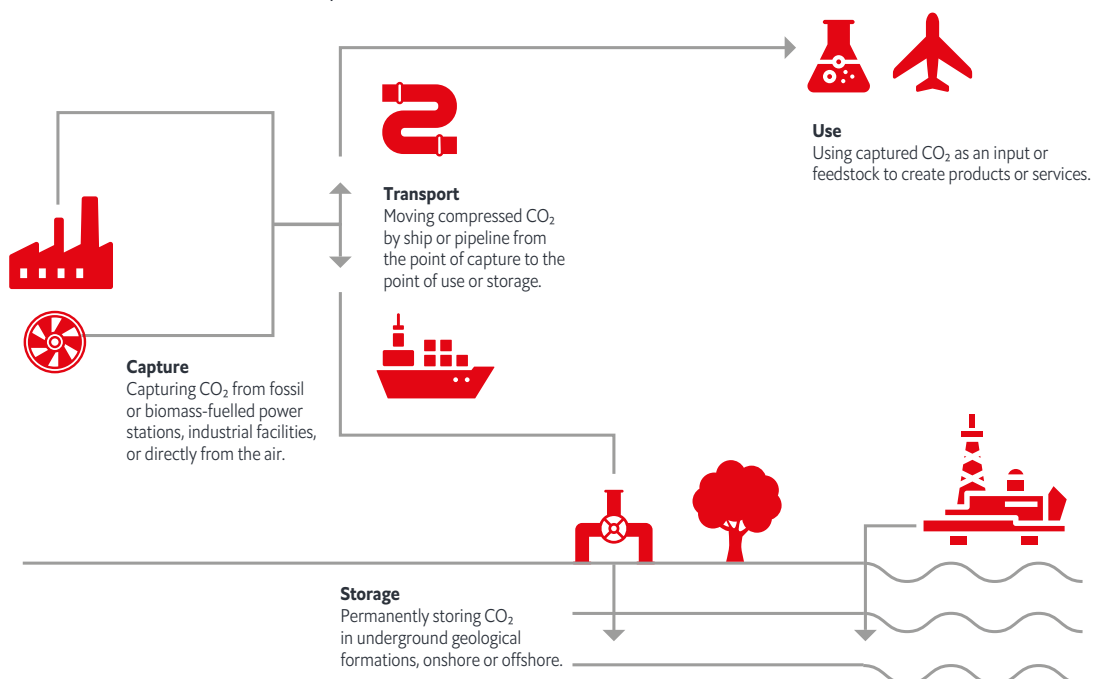 Use
Using captured CO₂ as an input or
feedstock to create products or services.
Transport
Moving compressed CO₂
by ship or pipeline from
the point of capture to the
point of use or storage.
Capture
Capturing CO₂ from fossil
or biomass-fuelled power
stations, industrial facilities,
or directly from the air.
Storage
Permanently storing CO₂
in underground geological
formations, onshore or offshore.